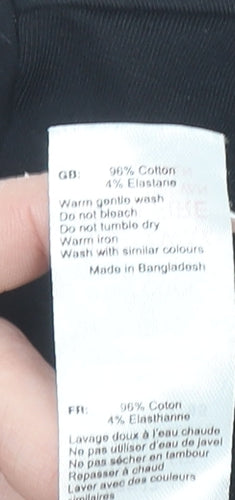 GB: 96% Cotton
4% Elastane
Warm gentle wash
Do not bleach
Do not tumble dry
Warm iron
Wash with similar colours
Made in Bangladesh
FR: 96% Coton
4% Elasthanne
Lavage doux à l'eau chaude
Ne pas utiliser d'eau de javel
Ne pas sécher en tambour
Repasser à chaud
Laver avec des couleurs
similaires